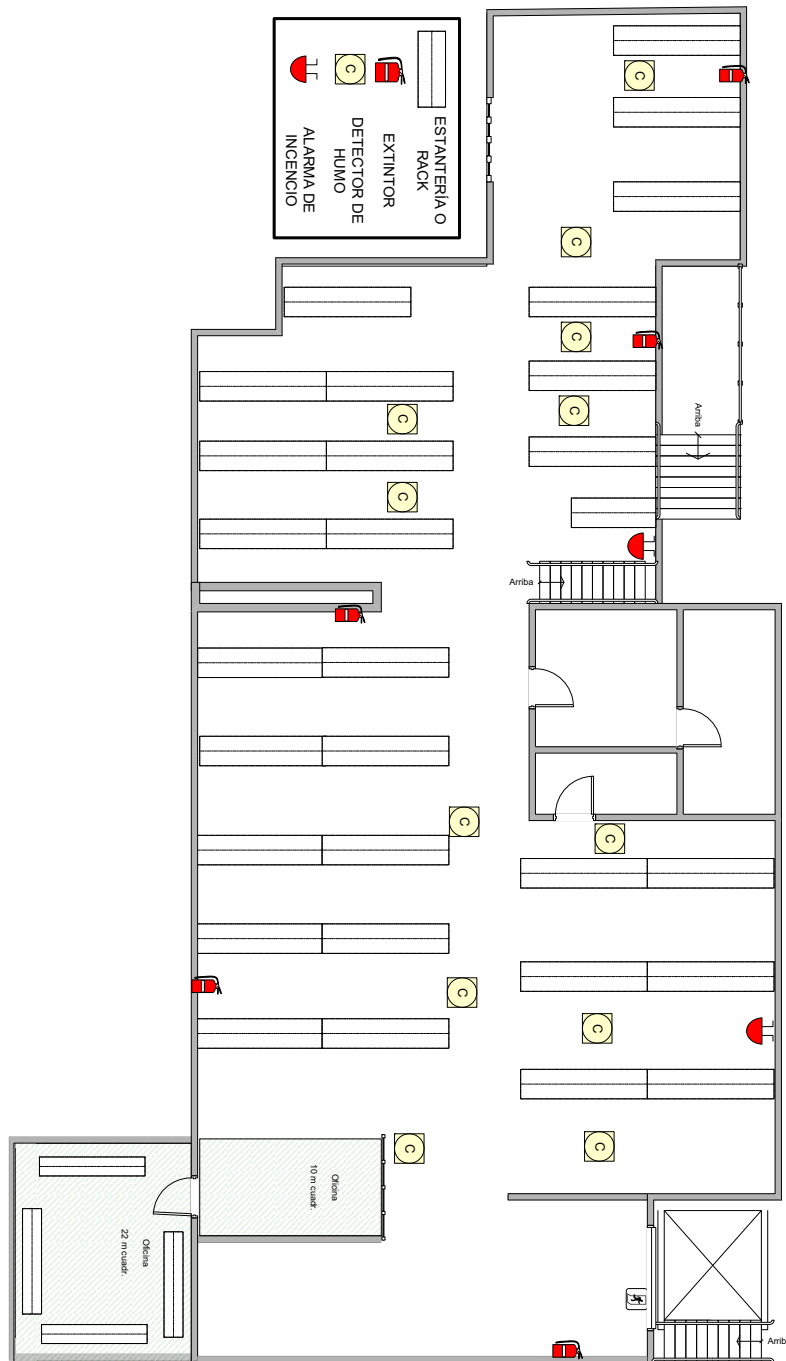 ESTANTERÍA O
RACK
EXTINTOR
DETECTOR DE
HUMO
ALARMA DE
INCENCIO
C
C
C
C
C
C
C
C
C
C
C
C
C
Arriba
Arriba
Oficina
10 m cuadr.
Oficina
22 m cuadr.
Arrib